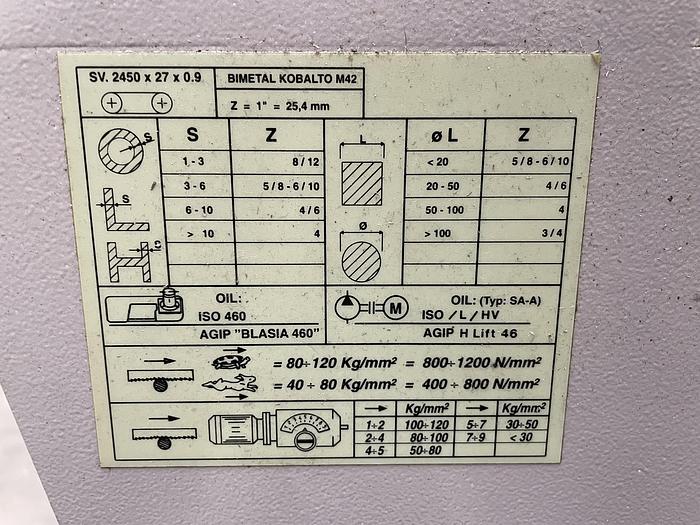 SV. 2450 x 27 x 0.9
BIMETAL KOBALTO M42
Z = 1" = 25,4 mm
S Z
S
1 - 3 8 / 12
3 - 6 5 / 8 - 6 / 10
S
6 - 10 4 / 6
> 10 4
L
ø L Z
< 20 5 / 8 - 6 / 10
20 - 50 4 / 6
50 - 100 4
Ø
> 100 3 / 4
OIL:
ISO 460
AGIP "BLASIA 460"
M
OIL: (Typ: SA-A)
ISO / L / HV
AGIP H Lift 46
= 80÷120 Kg/mm² = 800÷1200 N/mm²
= 40 ÷ 80 Kg/mm² = 400 ÷ 800 N/mm²
Kg/mm² Kg/mm²
1÷2 100÷120 5÷7 30÷50
2÷4 80÷100 7÷9 < 30
4÷5 50÷80